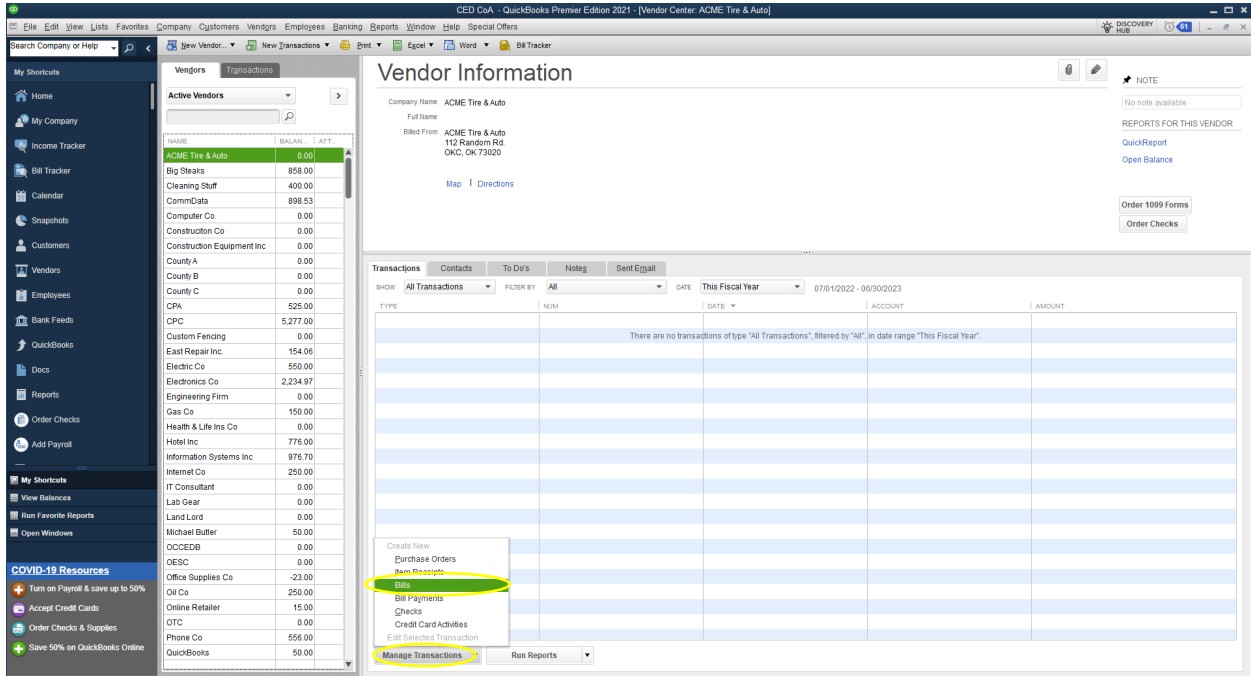 CED CoA - QuickBooks Premier Edition 2021 - [Vendor Center: ACME Tire & Auto]
File Edit View Lists Favorites Company Customers Vendors Employees Banking Reports Window Help Special Offers
DISCOVERY HUB 61
Search Company or Help
New Vendor... New Transactions Print Excel Word Bill Tracker
My Shortcuts
Home
My Company
Income Tracker
Bill Tracker
Calendar
Snapshots
Customers
Vendors
Employees
Bank Feeds
QuickBooks
Docs
Reports
Order Checks
Add Payroll
My Shortcuts
View Balances
Run Favorite Reports
Open Windows
COVID-19 Resources
Turn on Payroll & save up to 50%
Accept Credit Cards
Order Checks & Supplies
Save 50% on QuickBooks Online
Vendors Transactions
Active Vendors
NAME BALAN... ATT...
ACME Tire & Auto 0.00
Big Steaks 858.00
Cleaning Stuff 400.00
CommData 898.53
Computer Co. 0.00
Construciton Co 0.00
Construction Equipment Inc 0.00
County A 0.00
County B 0.00
County C 0.00
CPA 525.00
CPC 5,277.00
Custom Fencing 0.00
East Repair Inc. 154.06
Electric Co 550.00
Electronics Co 2,234.97
Engineering Firm 0.00
Gas Co 150.00
Health & Life Ins Co 0.00
Hotel Inc 776.00
Information Systems Inc 976.70
Internet Co 250.00
IT Consultant 0.00
Lab Gear 0.00
Land Lord 0.00
Michael Butler 50.00
OCCEDB 0.00
OESC 0.00
Office Supplies Co -23.00
Oil Co 250.00
Online Retailer 15.00
OTC 0.00
Phone Co 556.00
QuickBooks 50.00
Vendor Information
Company Name ACME Tire & Auto
Full Name
Billed From ACME Tire & Auto
112 Random Rd.
OKC, OK 73020
Map | Directions
NOTE
No note available
REPORTS FOR THIS VENDOR
QuickReport
Open Balance
Order 1099 Forms
Order Checks
Transactions Contacts To Do's Notes Sent Email
SHOW All Transactions FILTER BY All DATE This Fiscal Year 07/01/2022 - 06/30/2023
TYPE NUM DATE ACCOUNT AMOUNT
There are no transactions of type "All Transactions", filtered by "All", in date range "This Fiscal Year".
Create New
Purchase Orders
Item Receipts
Bills
Bill Payments
Checks
Credit Card Activities
Edit Selected Transaction
Manage Transactions Run Reports